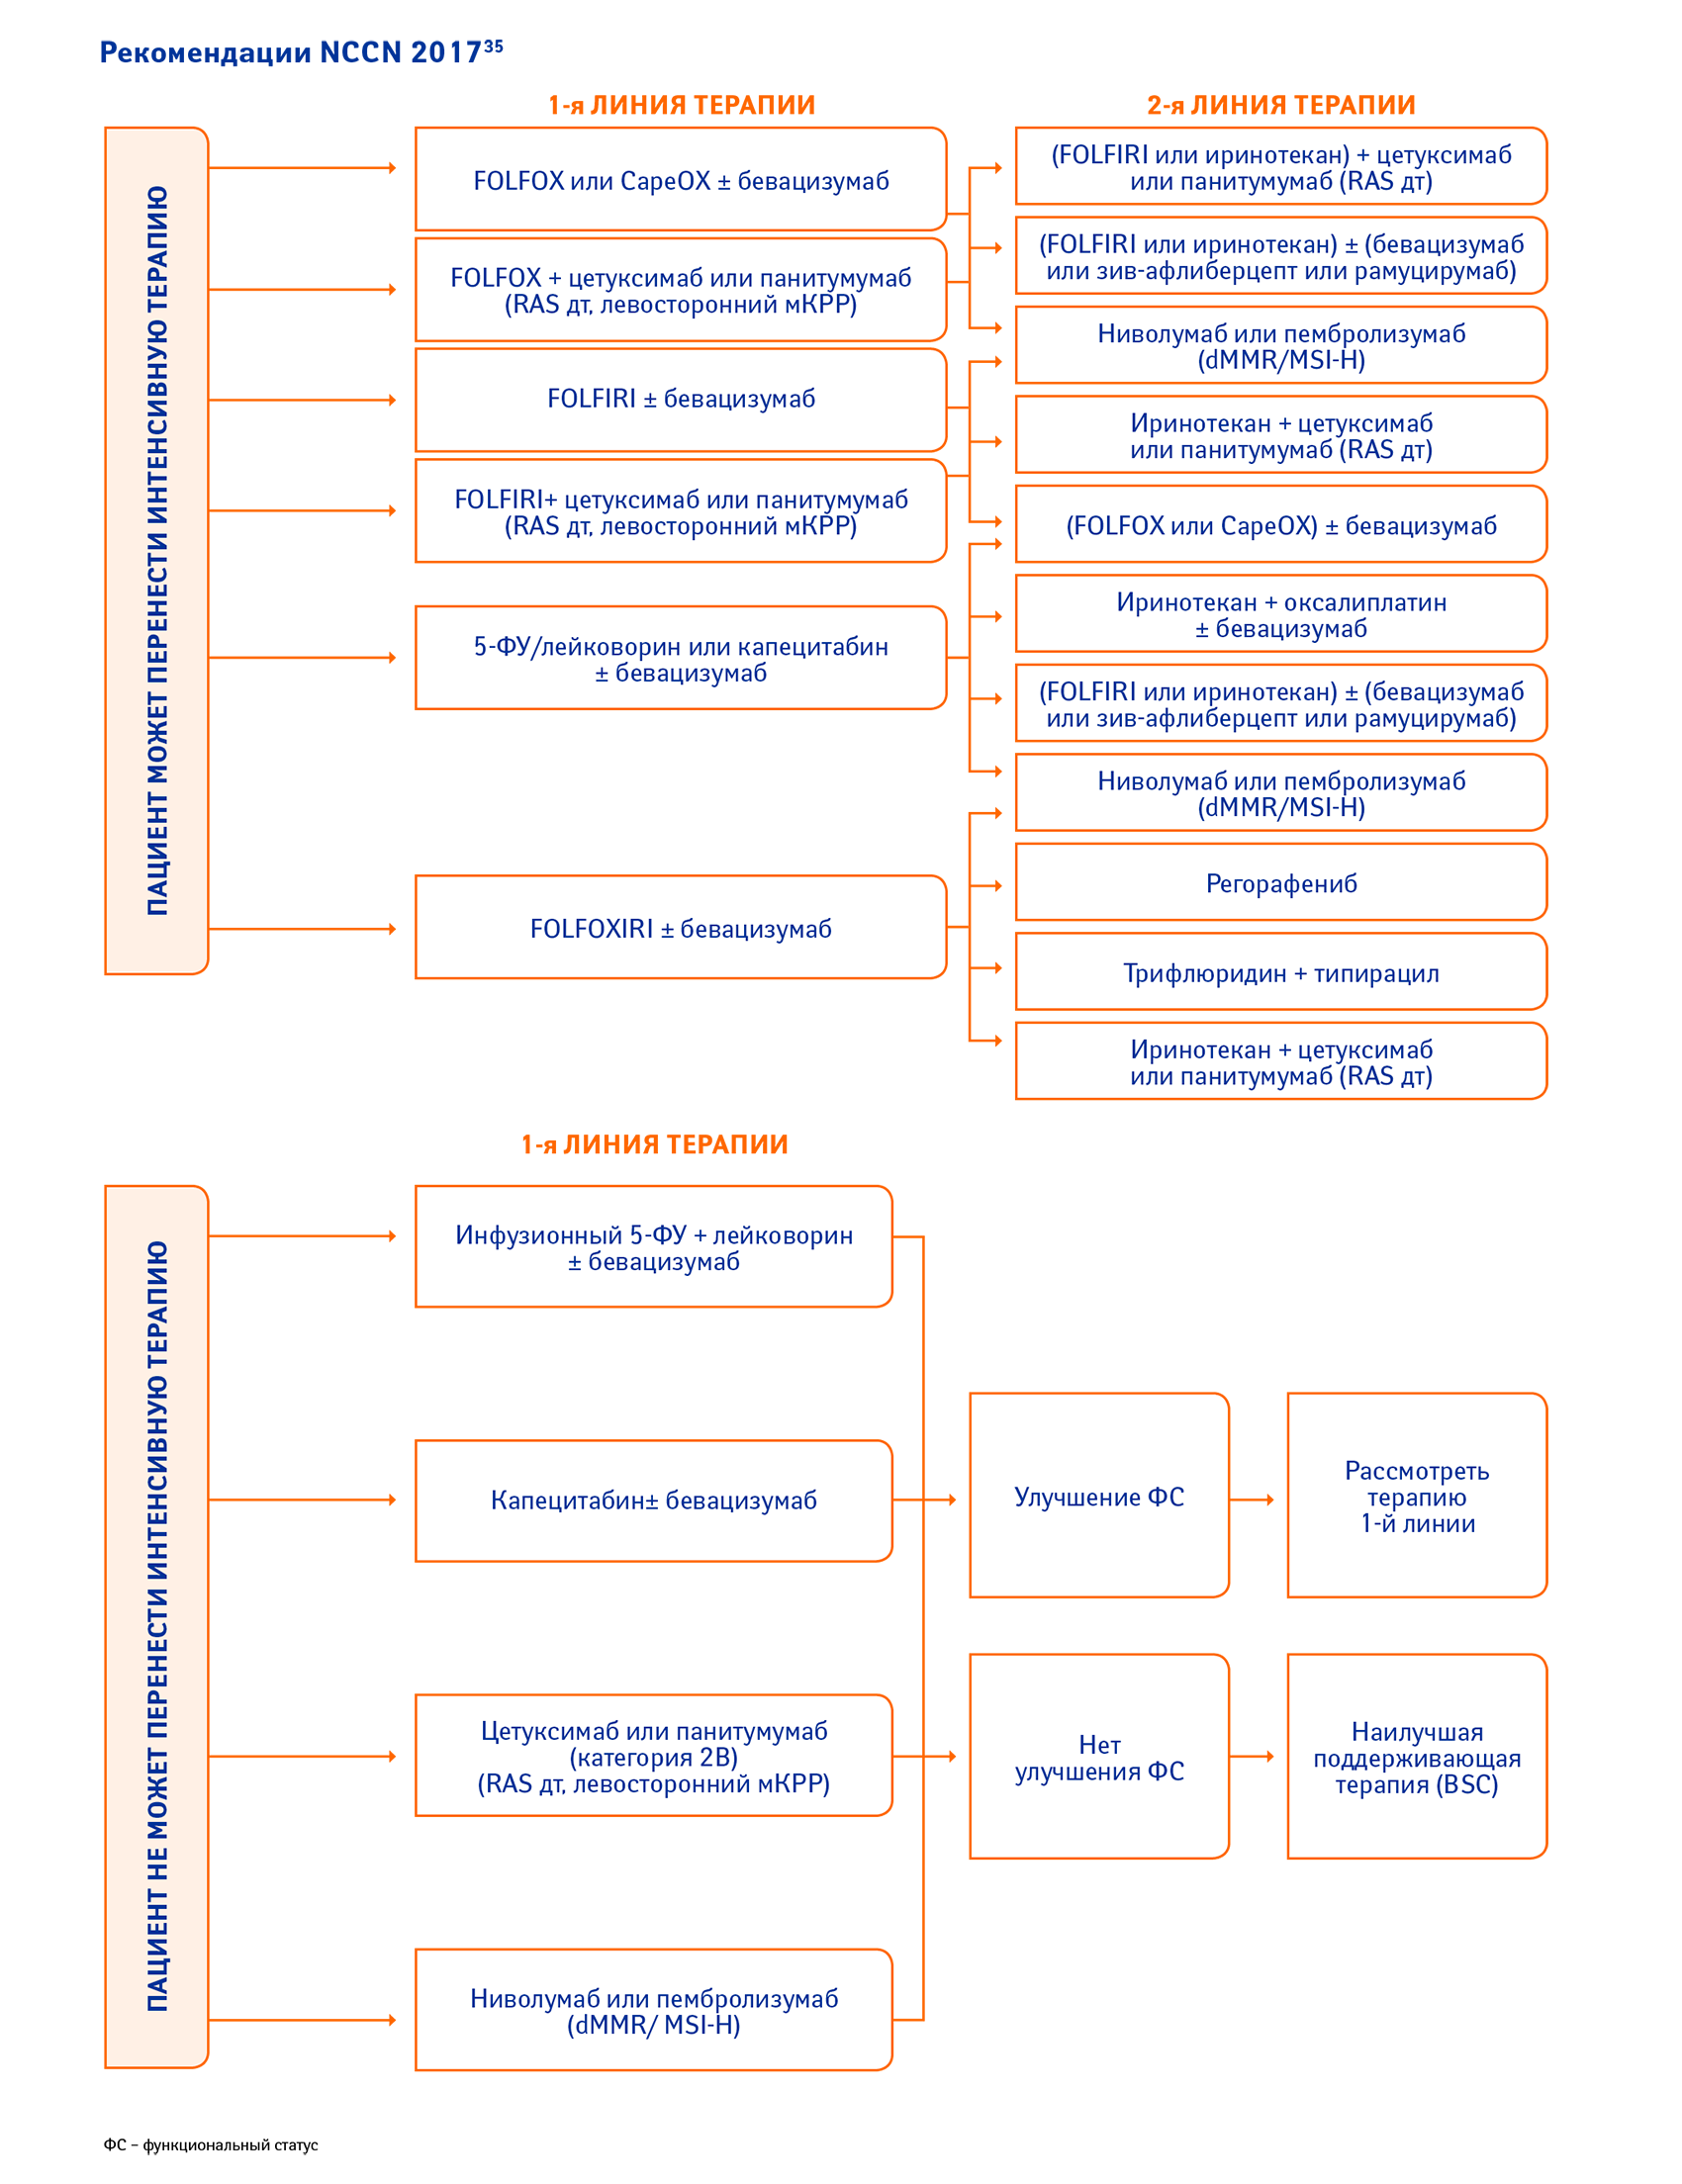 Рекомендации NCCN 2017³⁵
1-я ЛИНИЯ ТЕРАПИИ
2-я ЛИНИЯ ТЕРАПИИ
ПАЦИЕНТ МОЖЕТ ПЕРЕНЕСТИ ИНТЕНСИВНУЮ ТЕРАПИЮ
FOLFOX или CapeOX ± бевацизумаб
FOLFOX + цетуксимаб или панитумумаб
(RAS дт, левосторонний мКРР)
FOLFIRI ± бевацизумаб
FOLFIRI+ цетуксимаб или панитумумаб
(RAS дт, левосторонний мКРР)
5-ФУ/лейковорин или капецитабин
± бевацизумаб
FOLFOXIRI ± бевацизумаб
(FOLFIRI или иринотекан) + цетуксимаб
или панитумумаб (RAS дт)
(FOLFIRI или иринотекан) ± (бевацизумаб
или зив-афлиберцепт или рамуцирумаб)
Ниволумаб или пембролизумаб
(dMMR/MSI-H)
Иринотекан + цетуксимаб
или панитумумаб (RAS дт)
(FOLFOX или CapeOX) ± бевацизумаб
Иринотекан + оксалиплатин
± бевацизумаб
(FOLFIRI или иринотекан) ± (бевацизумаб
или зив-афлиберцепт или рамуцирумаб)
Ниволумаб или пембролизумаб
(dMMR/MSI-H)
Регорафениб
Трифлюридин + типирацил
Иринотекан + цетуксимаб
или панитумумаб (RAS дт)
1-я ЛИНИЯ ТЕРАПИИ
ПАЦИЕНТ НЕ МОЖЕТ ПЕРЕНЕСТИ ИНТЕНСИВНУЮ ТЕРАПИЮ
Инфузионный 5-ФУ + лейковорин
± бевацизумаб
Капецитабин± бевацизумаб
Цетуксимаб или панитумумаб
(категория 2B)
(RAS дт, левосторонний мКРР)
Ниволумаб или пембролизумаб
(dMMR/ MSI-H)
Улучшение ФС
Рассмотреть
терапию
1-й линии
Нет
улучшения ФС
Наилучшая
поддерживающая
терапия (BSC)
ФС – функциональный статус